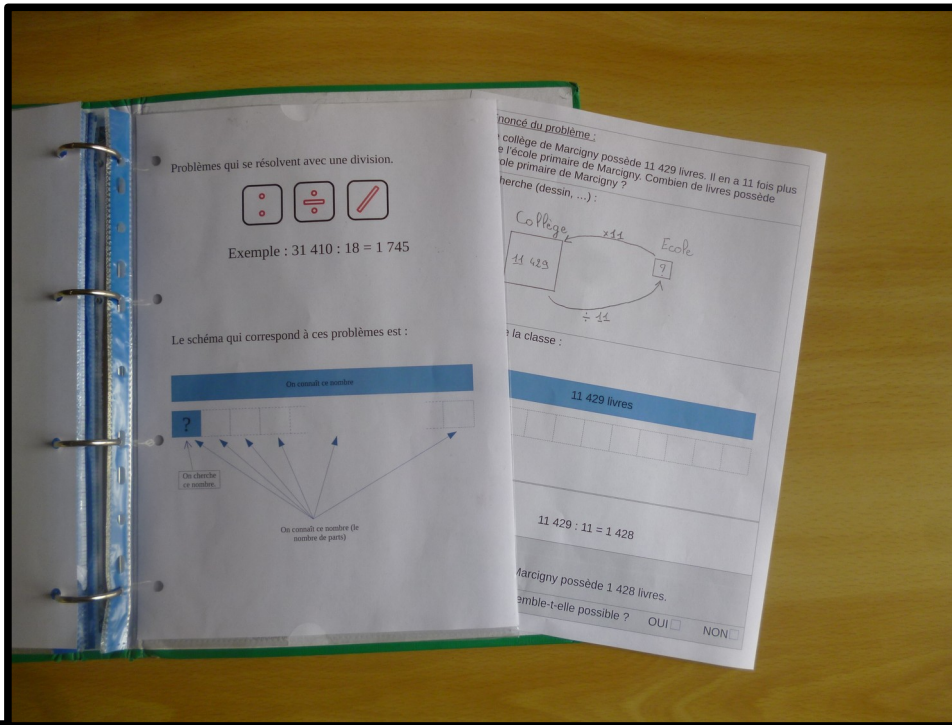 Problèmes qui se résolvent avec une division.
Exemple : 31 410 : 18 = 1 745
Le schéma qui correspond à ces problèmes est :
On connaît ce nombre
?
On cherche
ce nombre.
On connaît ce nombre (le
nombre de parts)
noncé du problème :
collège de Marcigny possède 11 429 livres. Il en a 11 fois plus
e l'école primaire de Marcigny. Combien de livres possède
ole primaire de Marcigny ?
herche (dessin, ...) :
Collège
x11
Ecole
11 429
?
÷ 11
la classe :
11 429 livres
11 429 : 11 = 1 428
Marcigny possède 1 428 livres.
emble-t-elle possible ? OUI NON